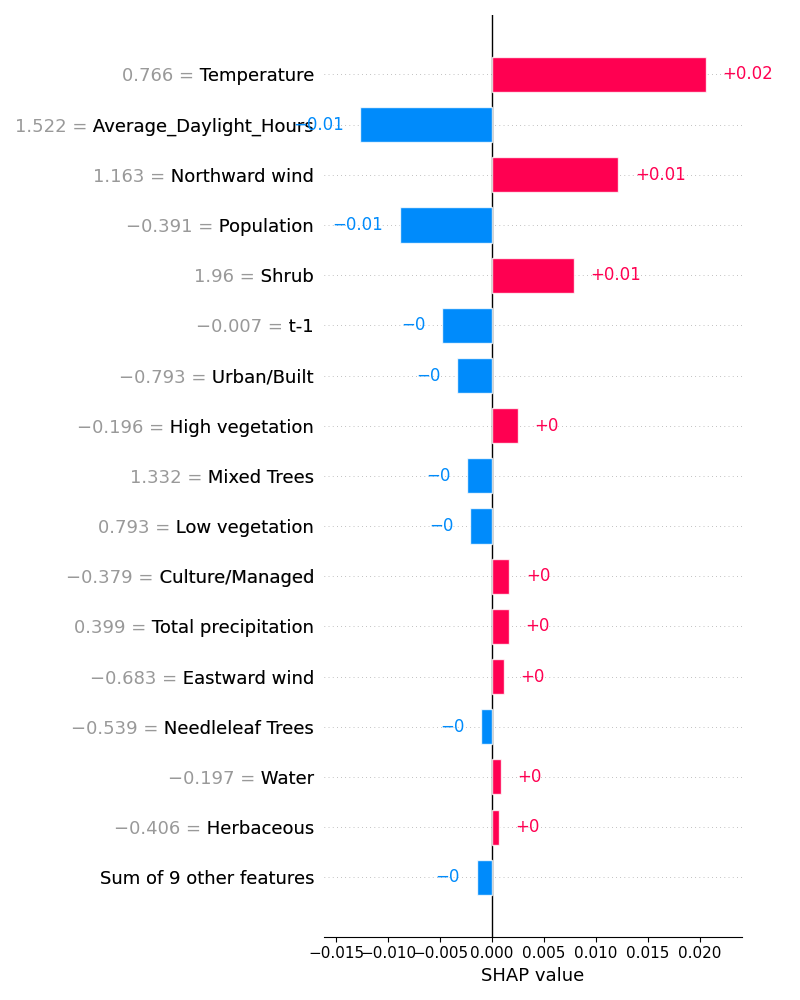 0.766 = Temperature +0.02
1.522 = Average_Daylight_Hours −0.01
1.163 = Northward wind +0.01
−0.391 = Population −0.01
1.96 = Shrub +0.01
−0.007 = t-1 −0
−0.793 = Urban/Built −0
−0.196 = High vegetation +0
1.332 = Mixed Trees −0
0.793 = Low vegetation −0
−0.379 = Culture/Managed +0
0.399 = Total precipitation +0
−0.683 = Eastward wind +0
−0.539 = Needleleaf Trees −0
−0.197 = Water +0
−0.406 = Herbaceous +0
Sum of 9 other features −0
−0.015 −0.010 −0.005 0.000 0.005 0.010 0.015 0.020
SHAP value